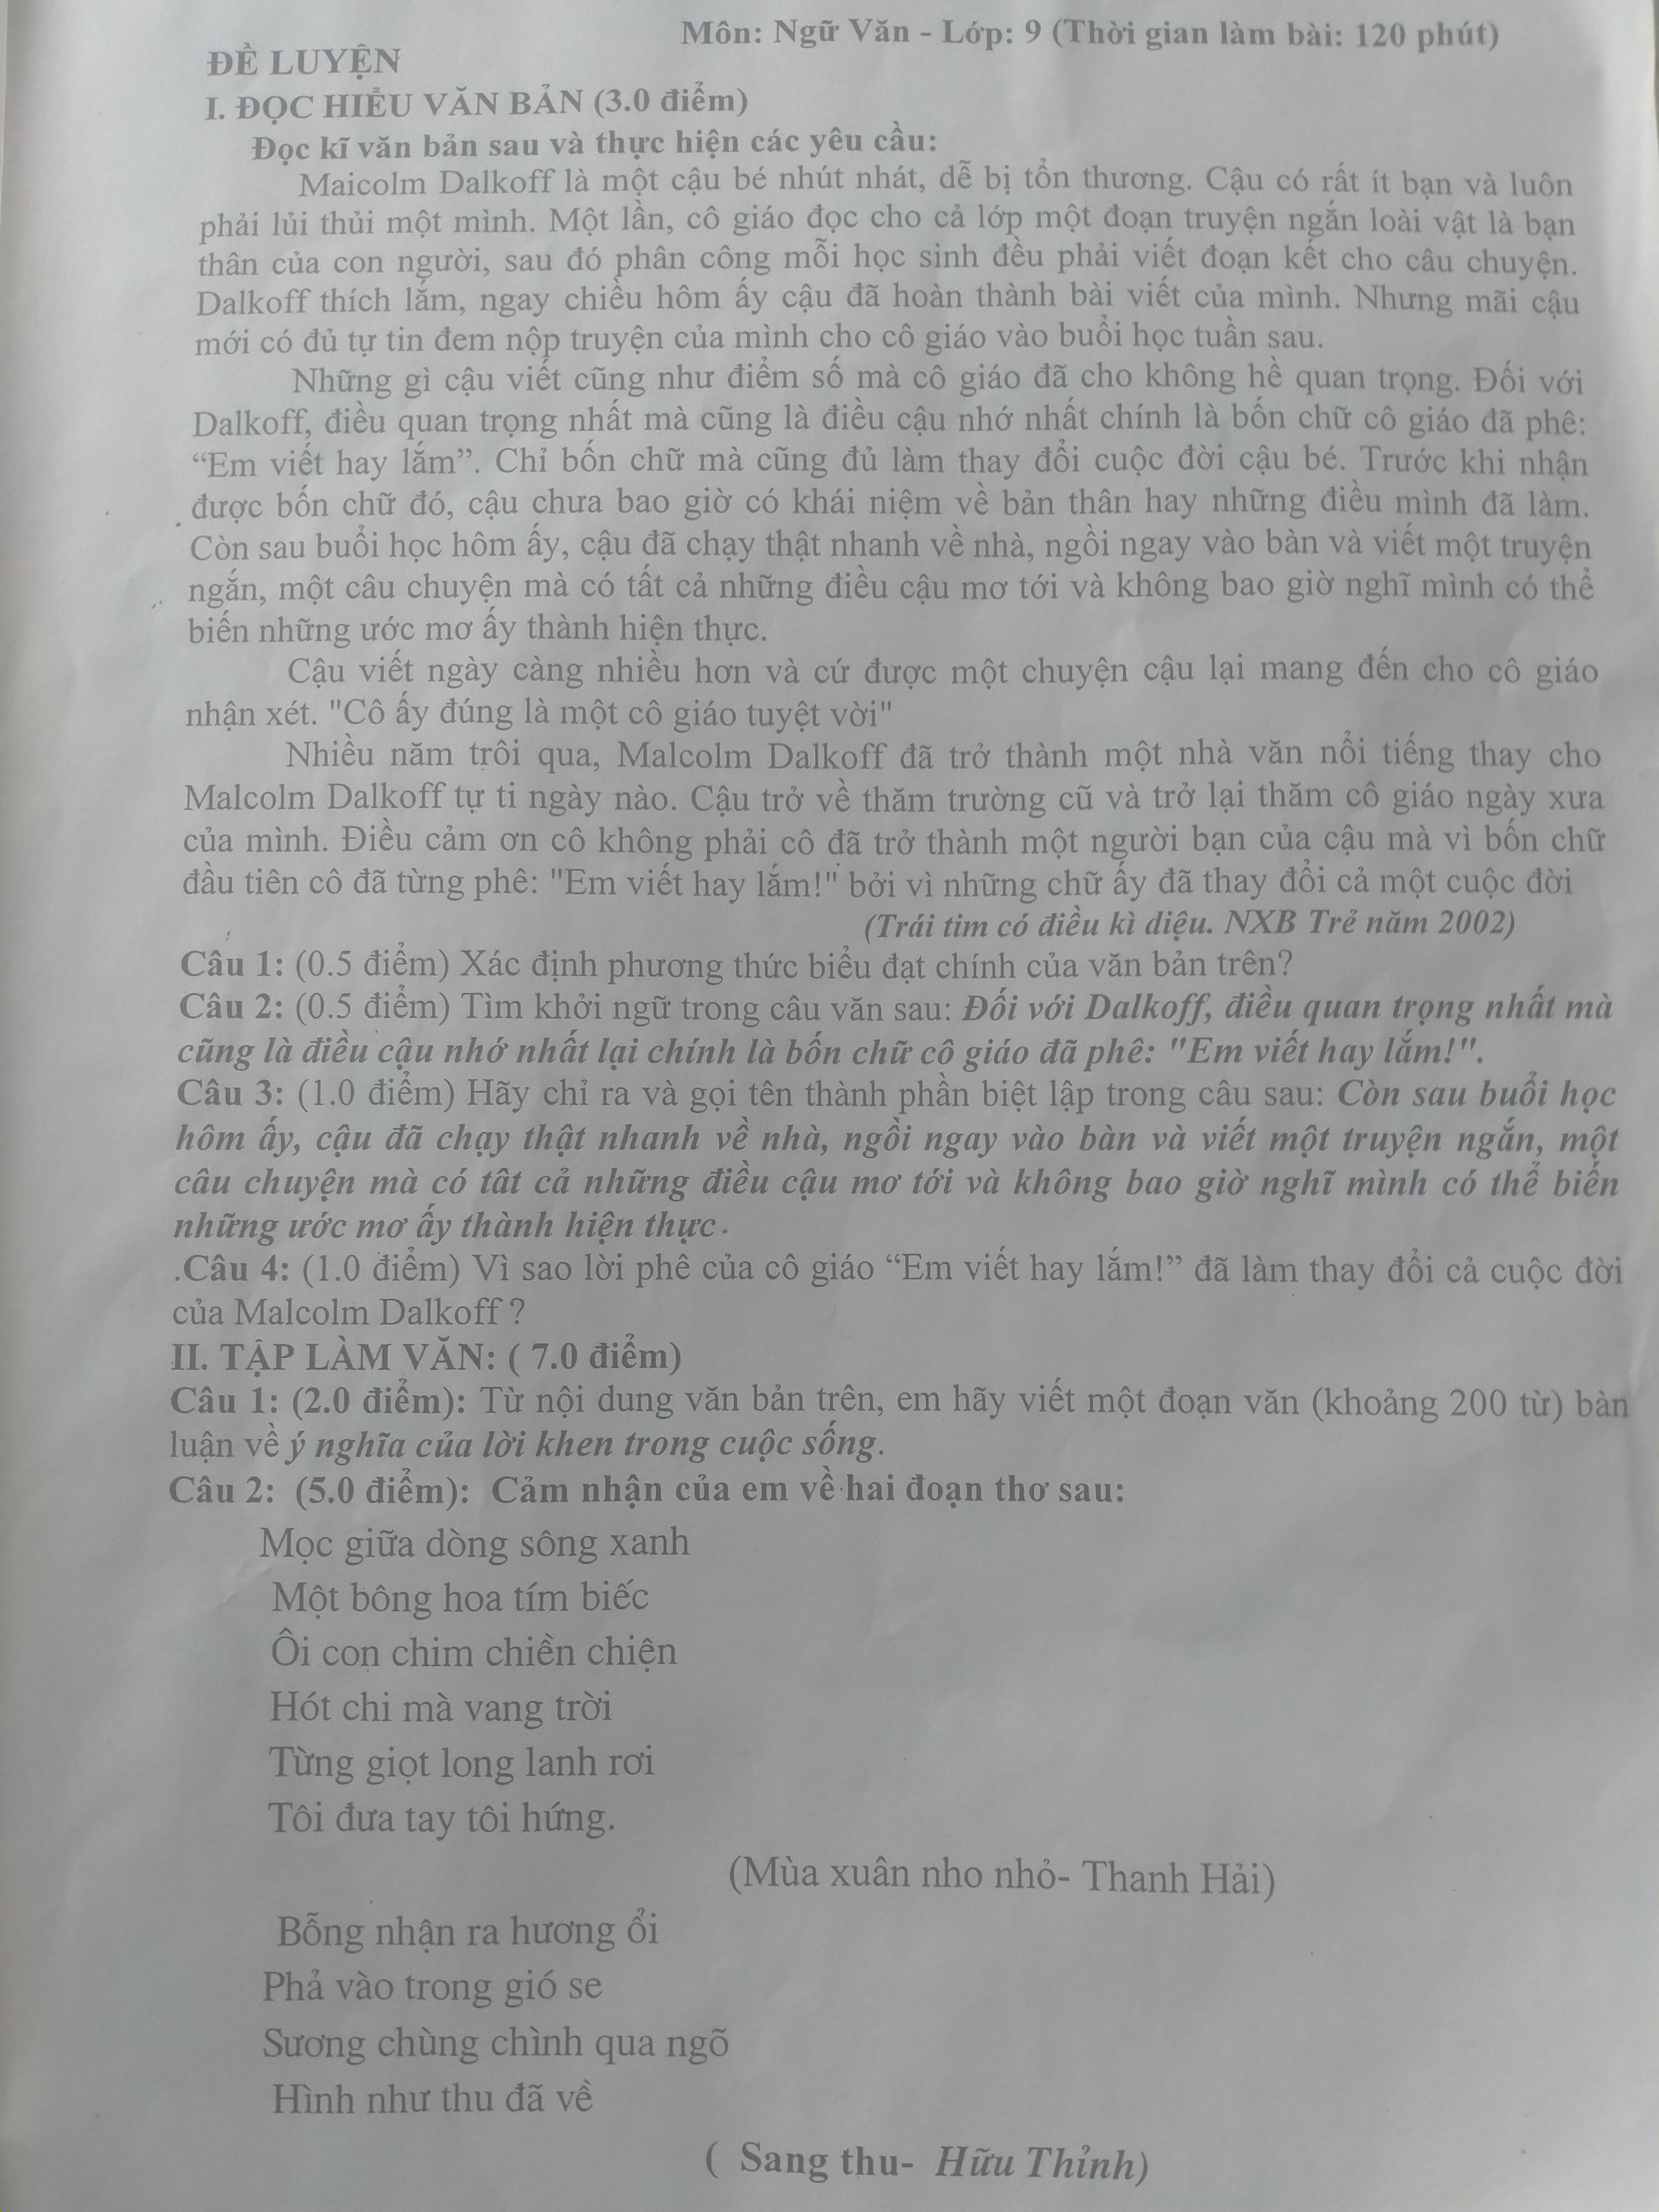 Môn: Ngữ Văn - Lớp: 9 (Thời gian làm bài: 120 phút)
ĐỀ LUYỆN
I. ĐỌC HIỂU VĂN BẢN (3.0 điểm)
Đọc kĩ văn bản sau và thực hiện các yêu cầu:
Maicolm Dalkoff là một cậu bé nhút nhát, dễ bị tổn thương. Cậu có rất ít bạn và luôn
phải lủi thủi một mình. Một lần, cô giáo đọc cho cả lớp một đoạn truyện ngắn loài vật là bạn
thân của con người, sau đó phân công mỗi học sinh đều phải viết đoạn kết cho câu chuyện.
Dalkoff thích lắm, ngay chiều hôm ấy cậu đã hoàn thành bài viết của mình. Nhưng mãi cậu
mới có đủ tự tin đem nộp truyện của mình cho cô giáo vào buổi học tuần sau.
Những gì cậu viết cũng như điểm số mà cô giáo đã cho không hề quan trọng. Đối với
Dalkoff, điều quan trọng nhất mà cũng là điều cậu nhớ nhất chính là bốn chữ cô giáo đã phê:
“Em viết hay lắm”. Chỉ bốn chữ mà cũng đủ làm thay đổi cuộc đời cậu bé. Trước khi nhận
được bốn chữ đó, cậu chưa bao giờ có khái niệm về bản thân hay những điều mình đã làm.
Còn sau buổi học hôm ấy, cậu đã chạy thật nhanh về nhà, ngồi ngay vào bàn và viết một truyện
ngắn, một câu chuyện mà có tất cả những điều cậu mơ tới và không bao giờ nghĩ mình có thể
biến những ước mơ ấy thành hiện thực.
Cậu viết ngày càng nhiều hơn và cứ được một chuyện cậu lại mang đến cho cô giáo
nhận xét. "Cô ấy đúng là một cô giáo tuyệt vời"
Nhiều năm trôi qua, Malcolm Dalkoff đã trở thành một nhà văn nổi tiếng thay cho
Malcolm Dalkoff tự ti ngày nào. Cậu trở về thăm trường cũ và trở lại thăm cô giáo ngày xưa
của mình. Điều cảm ơn cô không phải cô đã trở thành một người bạn của cậu mà vì bốn chữ
đầu tiên cô đã từng phê: "Em viết hay lắm!" bởi vì những chữ ấy đã thay đổi cả một cuộc đời
(Trái tim có điều kì diệu. NXB Trẻ năm 2002)
Câu 1: (0.5 điểm) Xác định phương thức biểu đạt chính của văn bản trên?
Câu 2: (0.5 điểm) Tìm khởi ngữ trong câu văn sau: Đối với Dalkoff, điều quan trọng nhất mà
cũng là điều cậu nhớ nhất lại chính là bốn chữ cô giáo đã phê: "Em viết hay lắm!".
Câu 3: (1.0 điểm) Hãy chỉ ra và gọi tên thành phần biệt lập trong câu sau: Còn sau buổi học
hôm ấy, cậu đã chạy thật nhanh về nhà, ngồi ngay vào bàn và viết một truyện ngắn, một
câu chuyện mà có tât cả những điều cậu mơ tới và không bao giờ nghĩ mình có thể biến
những ước mơ ấy thành hiện thực.
.Câu 4: (1.0 điểm) Vì sao lời phê của cô giáo “Em viết hay lắm!” đã làm thay đổi cả cuộc đời
của Malcolm Dalkoff ?
II. TẬP LÀM VĂN: ( 7.0 điểm)
Câu 1: (2.0 điểm): Từ nội dung văn bản trên, em hãy viết một đoạn văn (khoảng 200 từ) bàn
luận về ý nghĩa của lời khen trong cuộc sống.
Câu 2: (5.0 điểm): Cảm nhận của em về hai đoạn thơ sau:
Mọc giữa dòng sông xanh
Một bông hoa tím biếc
Ôi con chim chiền chiện
Hót chi mà vang trời
Từng giọt long lanh rơi
Tôi đưa tay tôi hứng.
(Mùa xuân nho nhỏ- Thanh Hải)
Bỗng nhận ra hương ổi
Phả vào trong gió se
Sương chùng chình qua ngõ
Hình như thu đã về
( Sang thu- Hữu Thỉnh)